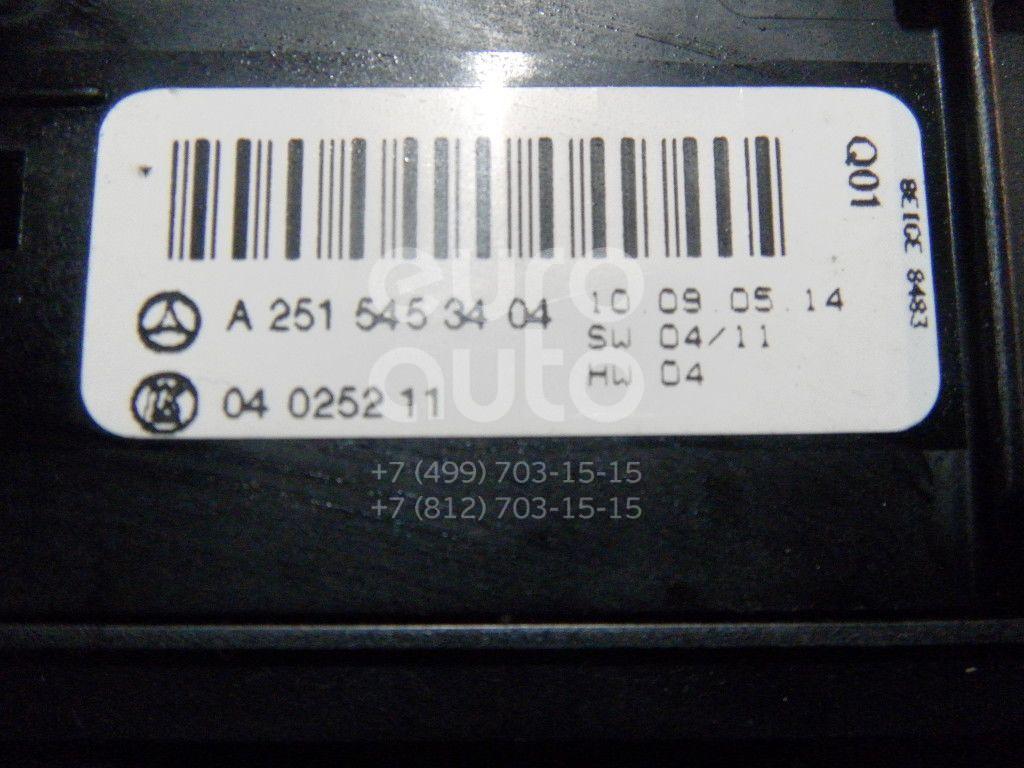 A 251 545 34 04
10.09.05.14
SW 04/11
HW 04
04 0252 11
Q01
BEIGE 8483
euro
auto
+7 (499) 703-15-15
+7 (812) 703-15-15